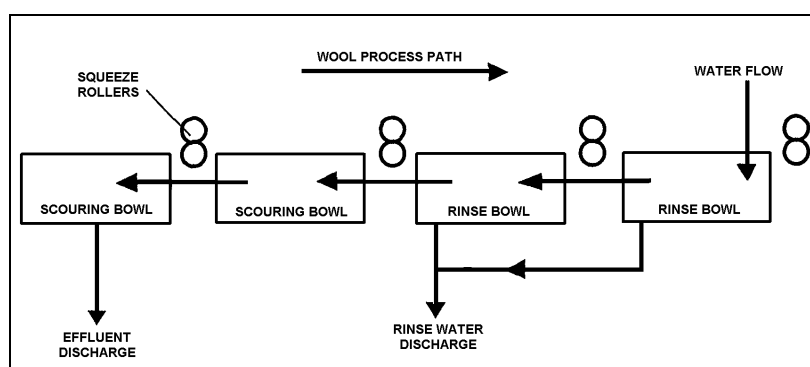 WOOL PROCESS PATH
SQUEEZE
ROLLERS
WATER FLOW
SCOURING BOWL
SCOURING BOWL
RINSE BOWL
RINSE BOWL
EFFLUENT
DISCHARGE
RINSE WATER
DISCHARGE